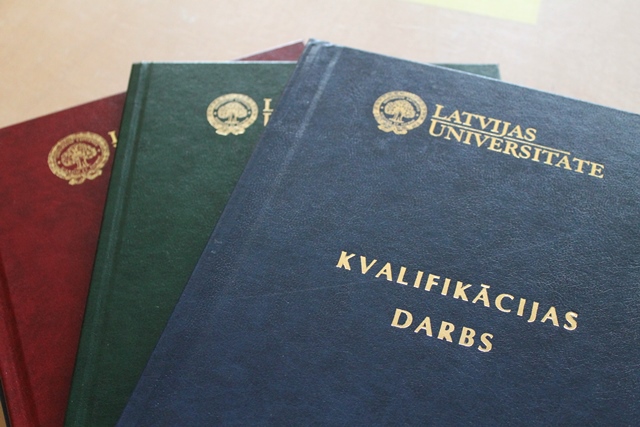 LATVIJAS
UNIVERSITĀTE
KVALIFIKĀCIJAS
DARBS